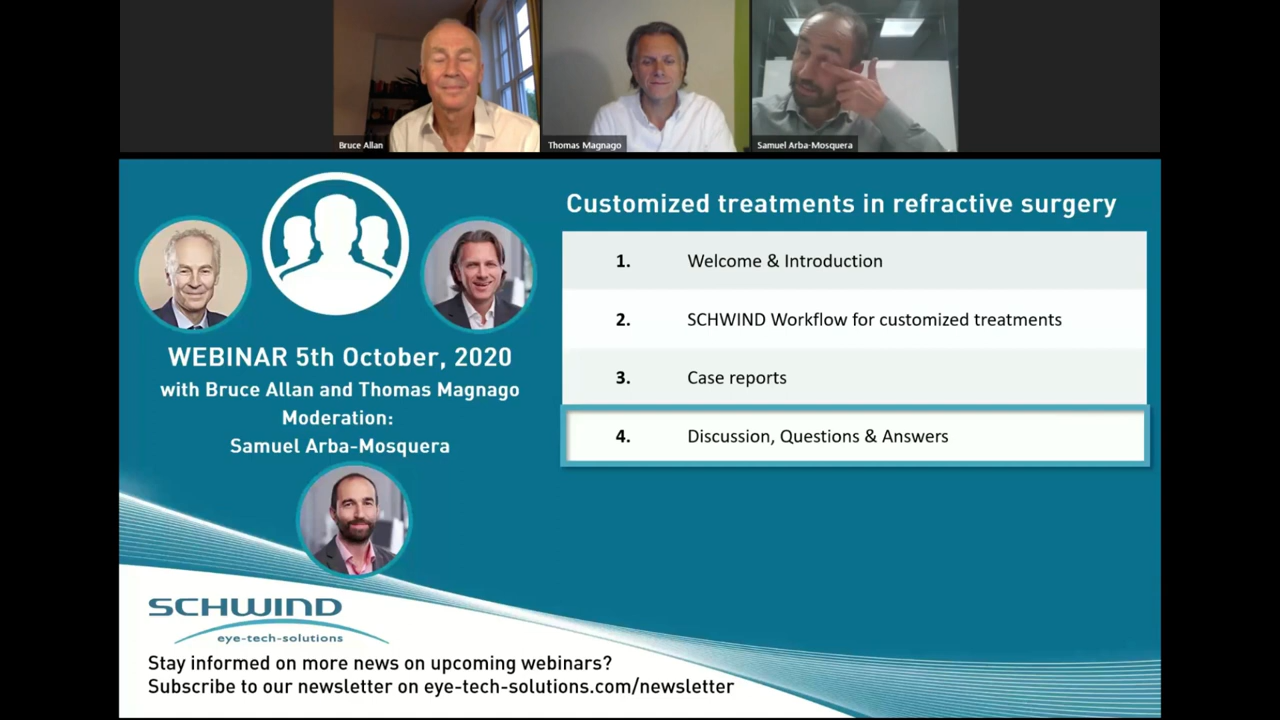 Bruce Allan
Thomas Magnago
Samuel Arba-Mosquera
WEBINAR 5th October, 2020
with Bruce Allan and Thomas Magnago
Moderation:
Samuel Arba-Mosquera
Customized treatments in refractive surgery
1. Welcome & Introduction
2. SCHWIND Workflow for customized treatments
3. Case reports
4. Discussion, Questions & Answers
SCHWIND
eye-tech-solutions
Stay informed on more news on upcoming webinars?
Subscribe to our newsletter on eye-tech-solutions.com/newsletter